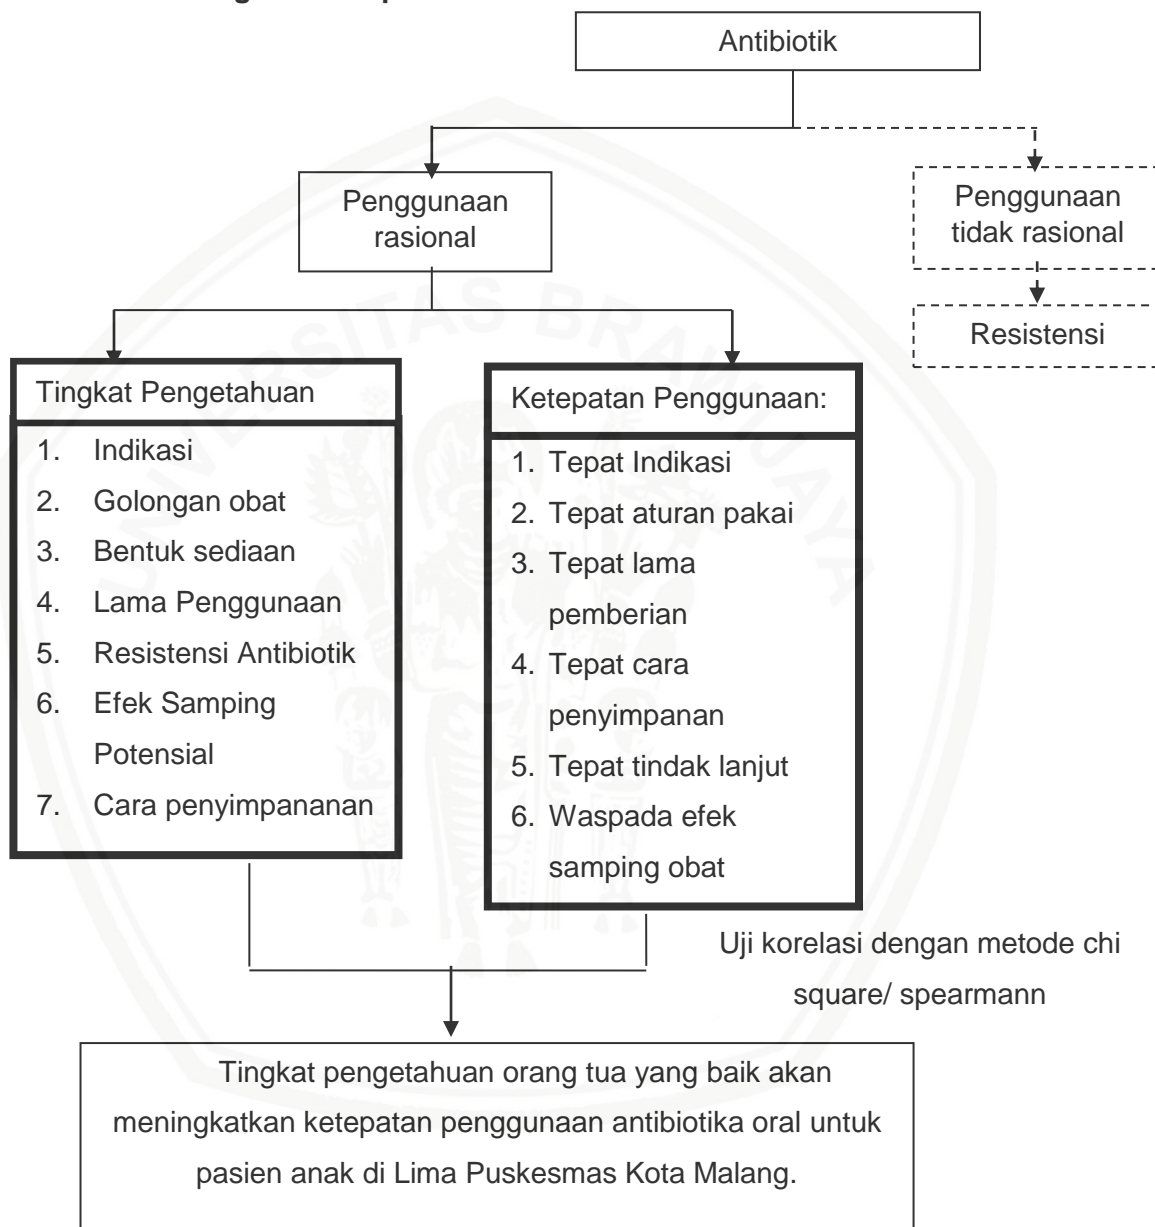 Antibiotik
Penggunaan
rasional
Penggunaan
tidak rasional
Resistensi
Tingkat Pengetahuan
1. Indikasi
2. Golongan obat
3. Bentuk sediaan
4. Lama Penggunaan
5. Resistensi Antibiotik
6. Efek Samping
Potensial
7. Cara penyimpananan
Ketepatan Penggunaan:
1. Tepat Indikasi
2. Tepat aturan pakai
3. Tepat lama
pemberian
4. Tepat cara
penyimpanan
5. Tepat tindak lanjut
6. Waspada efek
samping obat
Uji korelasi dengan metode chi
square/ spearmann
Tingkat pengetahuan orang tua yang baik akan
meningkatkan ketepatan penggunaan antibiotika oral untuk
pasien anak di Lima Puskesmas Kota Malang.
UNIVERSITAS BRAWIJAYA